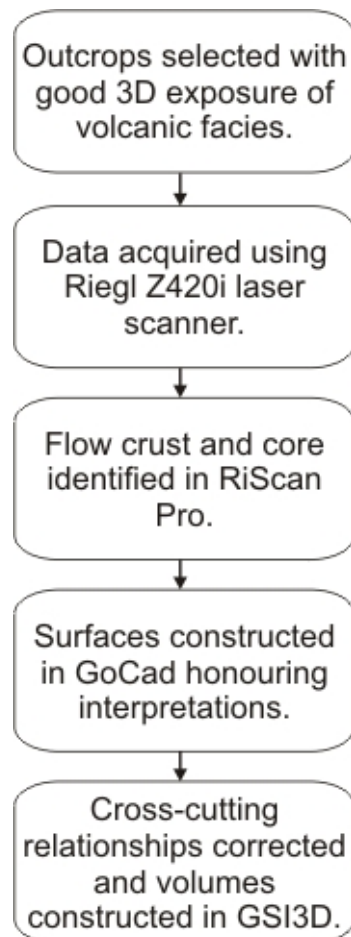 Outcrops selected with
good 3D exposure of
volcanic facies.
Data acquired using
Riegl Z420i laser
scanner.
Flow crust and core
identified in RiScan
Pro.
Surfaces constructed
in GoCad honouring
interpretations.
Cross-cutting
relationships corrected
and volumes
constructed in GSI3D.